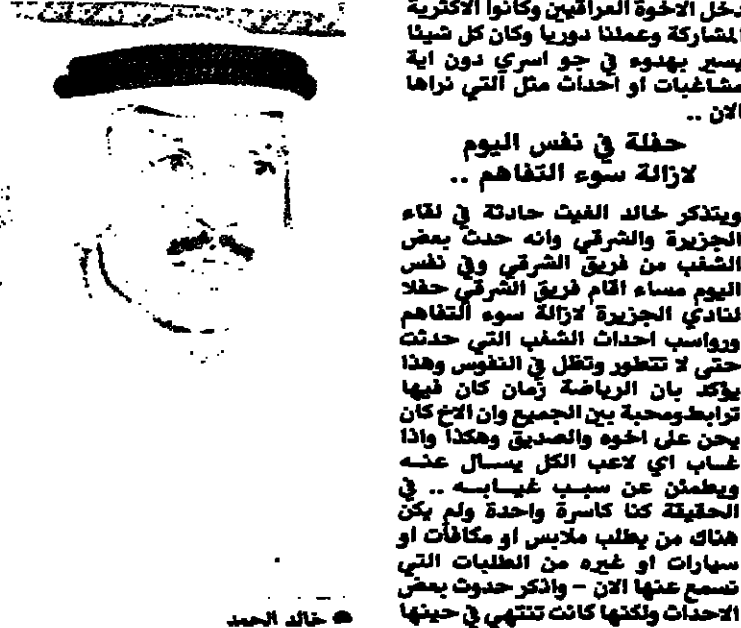 دخل الاخوة العراقيين وكانوا الاكثرية
المشاركة وعملنا دوريا وكان كل شيئا
يسير بهدوء في جو اسري دون اية
مشاغبات او احداث مثل التي نراها
الان ..
حفلة في نفس اليوم
لازالة سوء التفاهم ..
ويتذكر خالد الغيث حادثة في لقاء
الجزيرة والشرقي وانه حدث بعض
الشغب من فريق الشرقي وفي نفس
اليوم مساء اقام فريق الشرقي حفلا
لنادي الجزيرة لازالة سوء التفاهم
ورواسب احداث الشغب التي حدثت
حتى لا تتطور وتظل في النفوس وهذا
يؤكد بان الرياضة زمان كان فيها
ترابط ومحبة بين الجميع وان الاخ كان
يحن على اخوه والصديق وهكذا واذا
غاب اي لاعب الكل يسال عنه
ويطمئن عن سبب غيابه .. في
الحقيقة كنا كاسرة واحدة ولم يكن
هناك من يطلب ملابس او مكافأت او
سيارات او غيره من الطلبات التي
نسمع عنها الان – واذكر حدوث بعض
الاحداث ولكنها كانت تنتهي في حينها
خالد الحمد